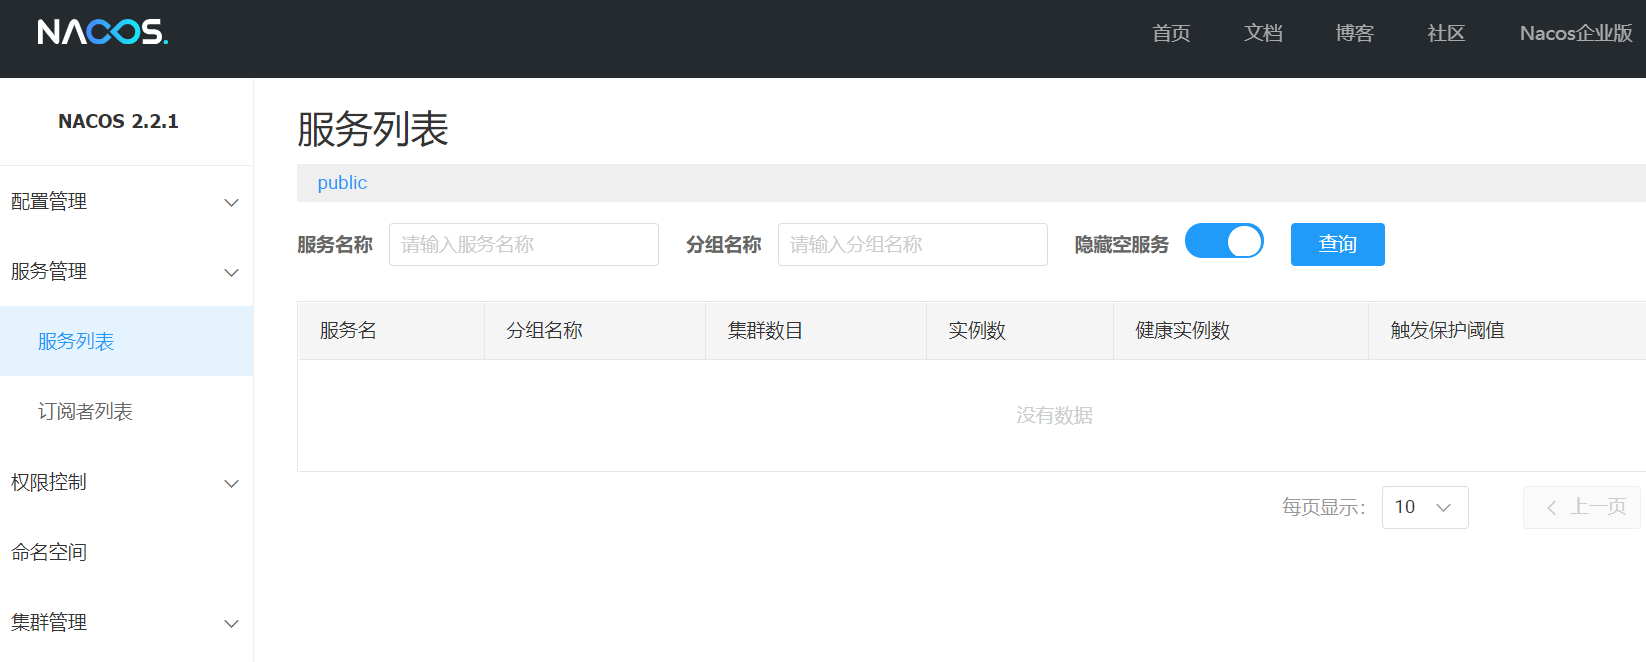 NACOS.
首页 文档 博客 社区 Nacos企业版
NACOS 2.2.1
配置管理
服务管理
服务列表
订阅者列表
权限控制
命名空间
集群管理
服务列表
public
服务名称 请输入服务名称 分组名称 请输入分组名称 隐藏空服务 查询
服务名 分组名称 集群数目 实例数 健康实例数 触发保护阈值
没有数据
每页显示: 10 上一页